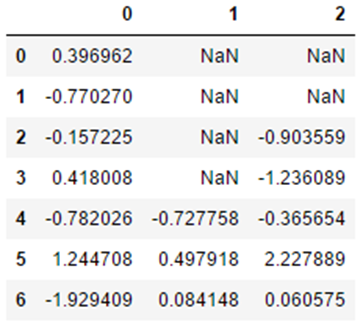 0 1 2
0 0.396962 NaN NaN
1 -0.770270 NaN NaN
2 -0.157225 NaN -0.903559
3 0.418008 NaN -1.236089
4 -0.782026 -0.727758 -0.365654
5 1.244708 0.497918 2.227889
6 -1.929409 0.084148 0.060575